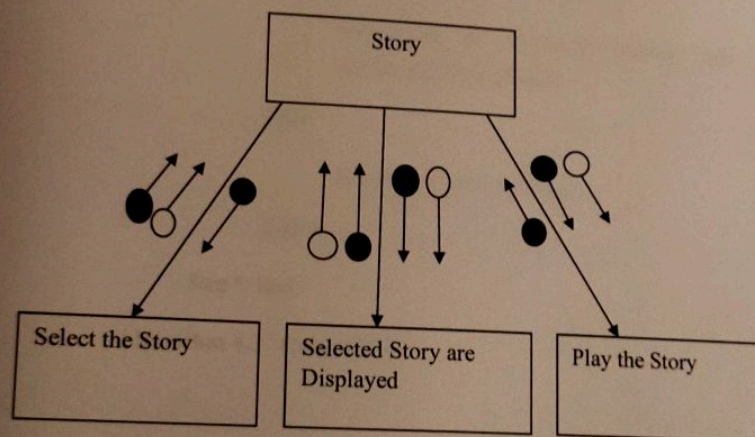 Story
Select the Story
Selected Story are
Displayed
Play the Story